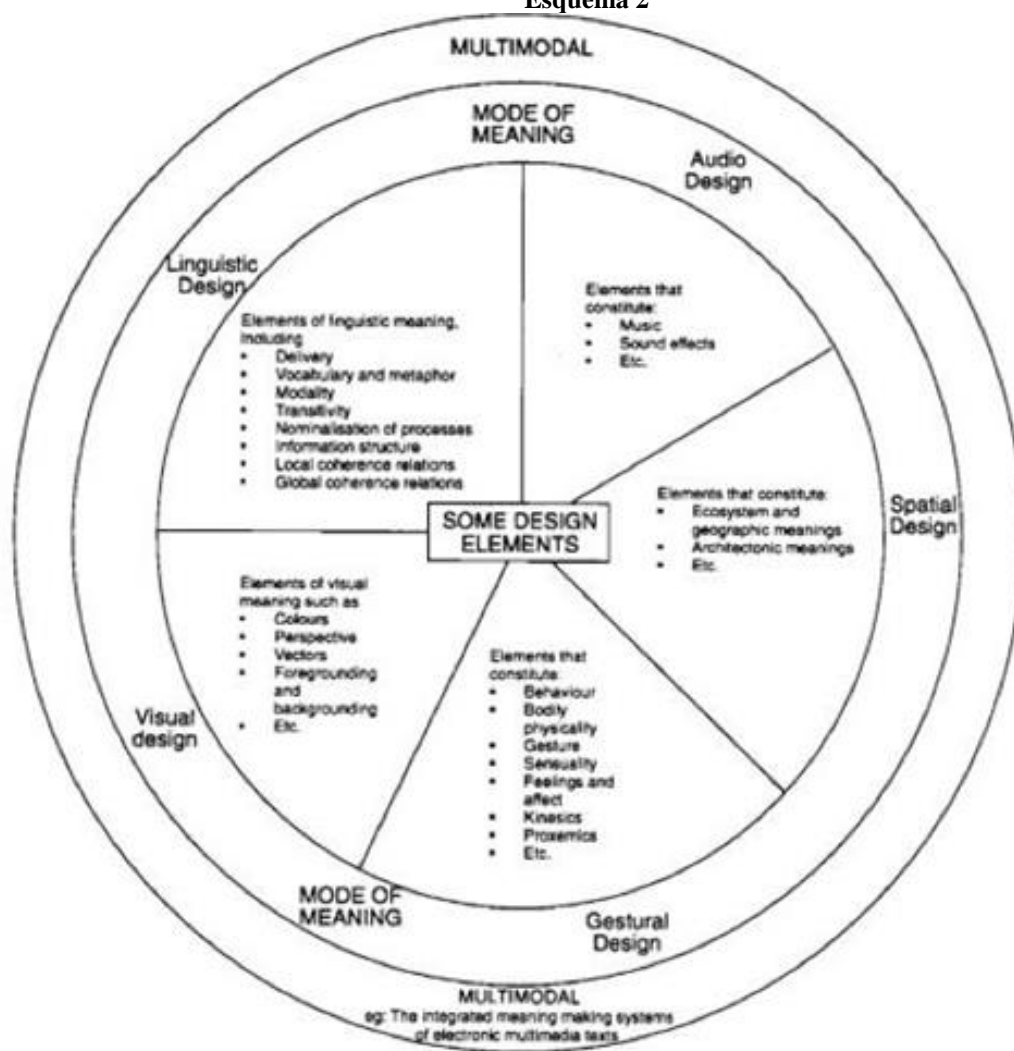 Esquema 2
MULTIMODAL
MODE OF
MEANING
Audio
Design
Linguistic
Design
Elements that
constitute:
• Music
• Sound effects
• Etc.
Elements of linguistic meaning,
including
• Delivery
• Vocabulary and metaphor
• Modality
• Transitivity
• Nominalisation of processes
• Information structure
• Local coherence relations
• Global coherence relations
Elements that constitute:
• Ecosystem and
geographic meanings
• Architectonic meanings
• Etc.
Spatial
Design
SOME DESIGN
ELEMENTS
Elements of visual
meaning such as
• Colours
• Perspective
• Vectors
• Foregrounding
and
backgrounding
• Etc.
Visual
design
Elements that
constitute:
• Behaviour
• Bodily
physicality
• Gesture
• Sensuality
• Feelings and
affect
• Kinesics
• Proxemics
• Etc.
MODE OF
MEANING
Gestural
Design
MULTIMODAL
eg: The integrated meaning making systems
of electronic multimedia texts